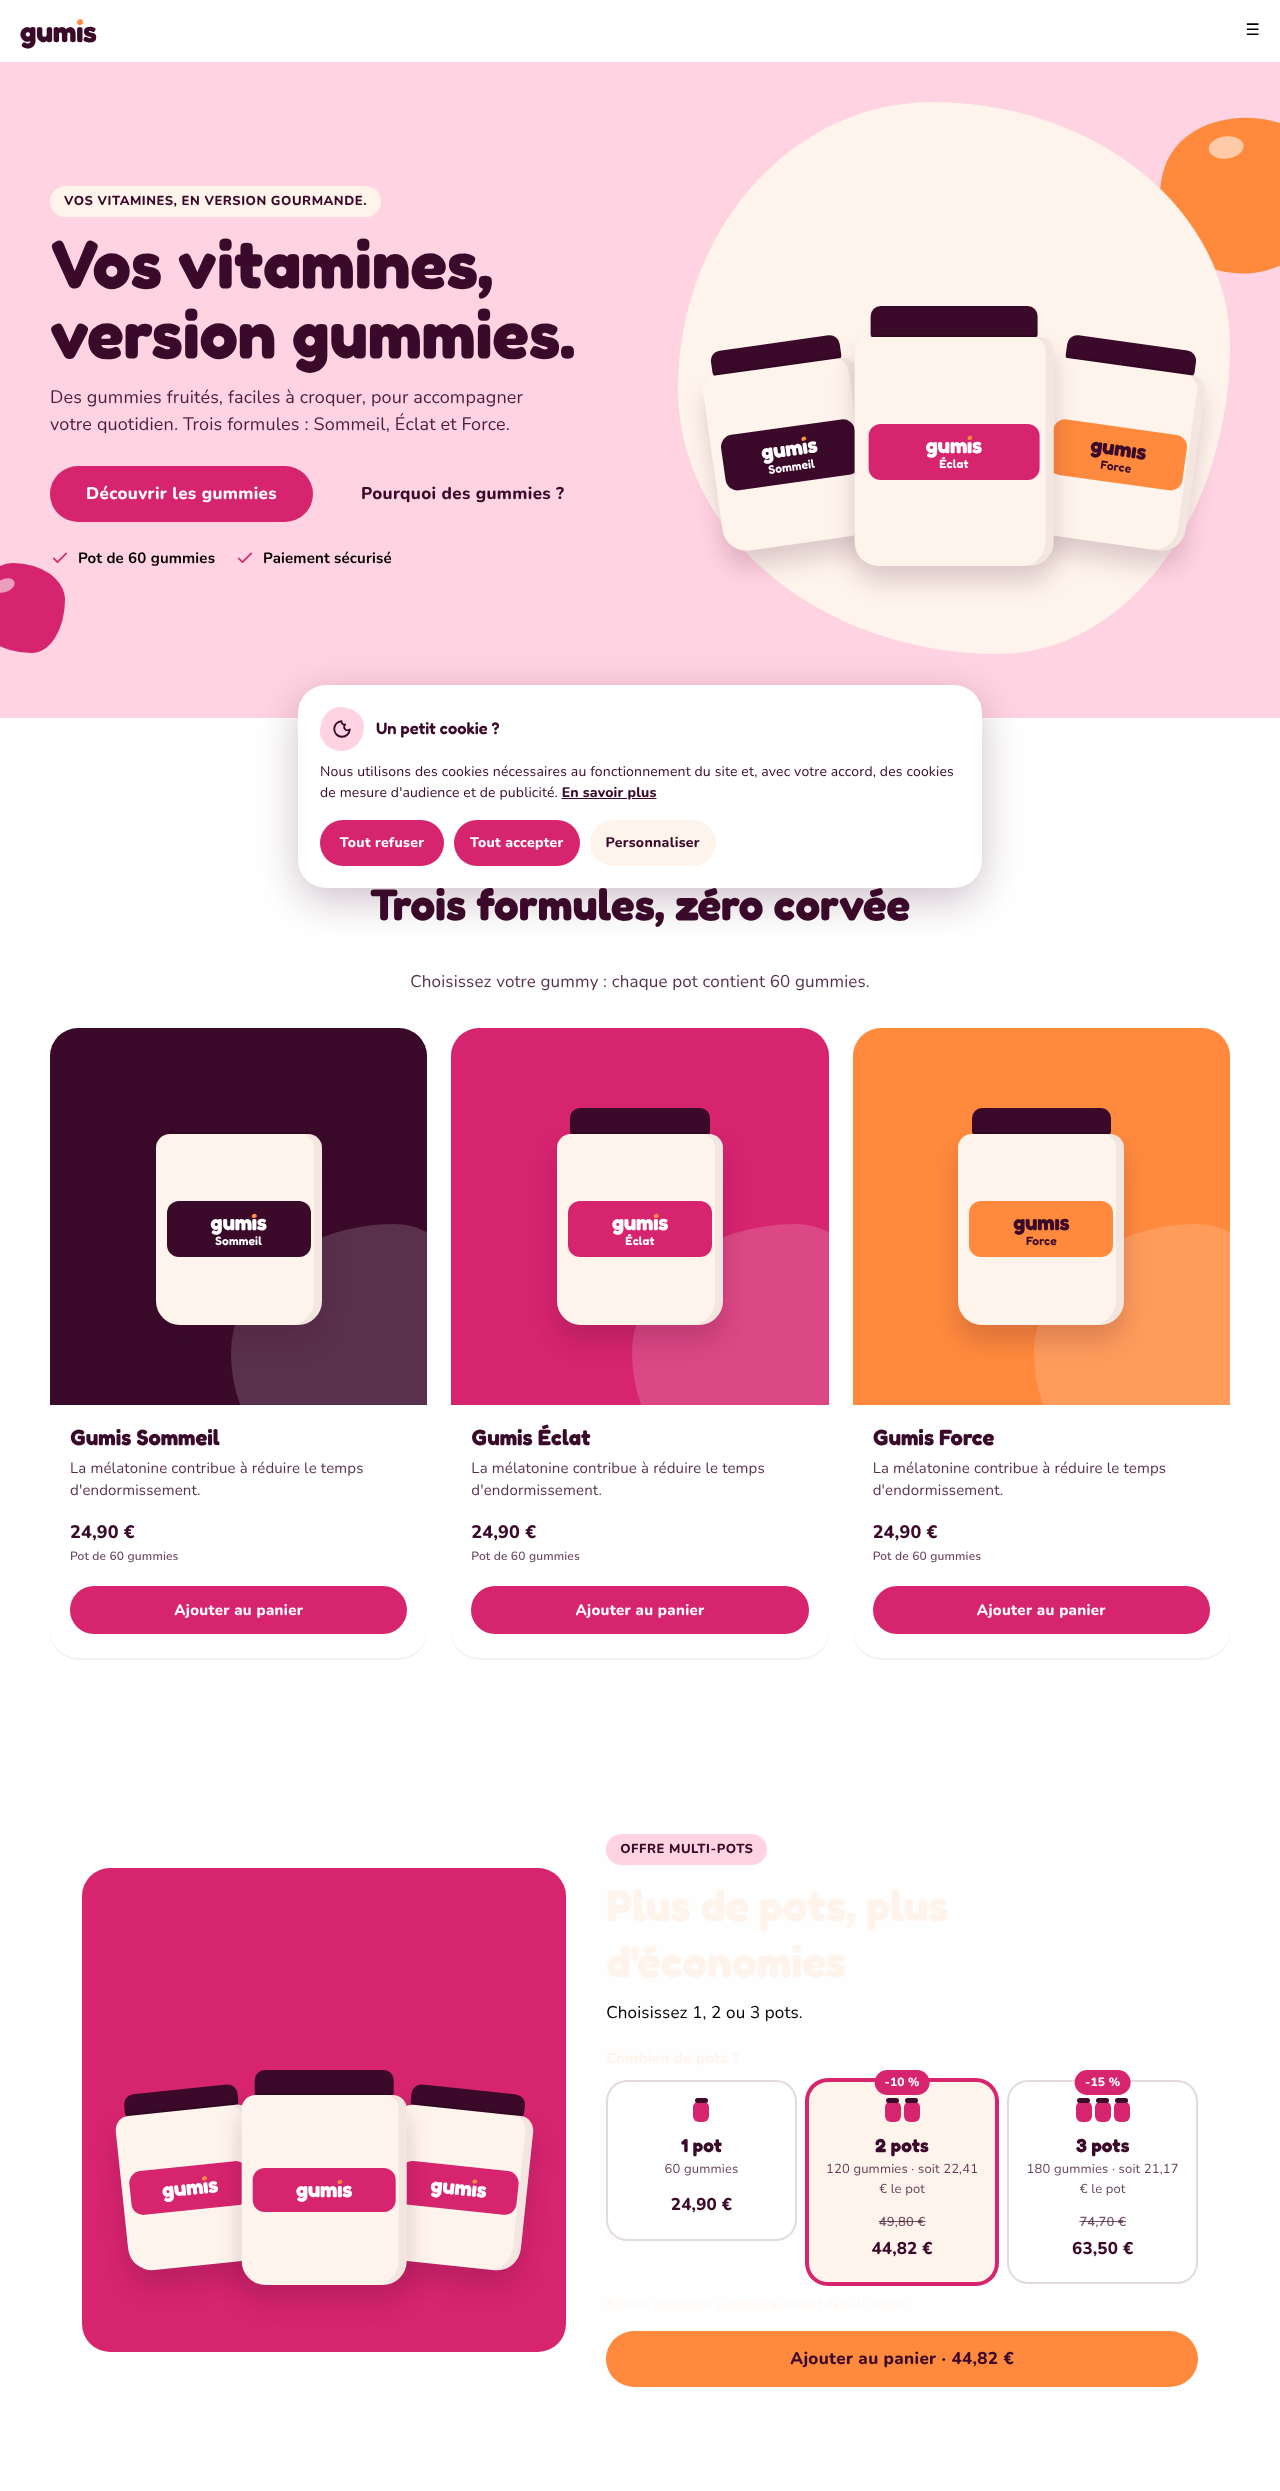 gumis
☰
VOS VITAMINES, EN VERSION GOURMANDE.
Vos vitamines,
version gummies.
Des gummies fruités, faciles à croquer, pour accompagner
votre quotidien. Trois formules : Sommeil, Éclat et Force.
Découvrir les gummies
Pourquoi des gummies ?
Pot de 60 gummies
Paiement sécurisé
gumis
Sommeil
gumis
Éclat
gumis
Force
Un petit cookie ?
Nous utilisons des cookies nécessaires au fonctionnement du site et, avec votre accord, des cookies
de mesure d'audience et de publicité. En savoir plus
Tout refuser
Tout accepter
Personnaliser
Trois formules, zéro corvée
Choisissez votre gummy : chaque pot contient 60 gummies.
gumis
Sommeil
gumis
Éclat
gumis
Force
Gumis Sommeil
La mélatonine contribue à réduire le temps
d'endormissement.
24,90 €
Pot de 60 gummies
Ajouter au panier
Gumis Éclat
La mélatonine contribue à réduire le temps
d'endormissement.
24,90 €
Pot de 60 gummies
Ajouter au panier
Gumis Force
La mélatonine contribue à réduire le temps
d'endormissement.
24,90 €
Pot de 60 gummies
Ajouter au panier
gumis
gumis
gumis
OFFRE MULTI-POTS
Plus de pots, plus
d'économies
Choisissez 1, 2 ou 3 pots.
Combien de pots ?
1 pot
60 gummies
24,90 €
-10 %
2 pots
120 gummies · soit 22,41
€ le pot
49,80 €
44,82 €
-15 %
3 pots
180 gummies · soit 21,17
€ le pot
74,70 €
63,50 €
Remise appliquée automatiquement dans le panier.
Ajouter au panier · 44,82 €